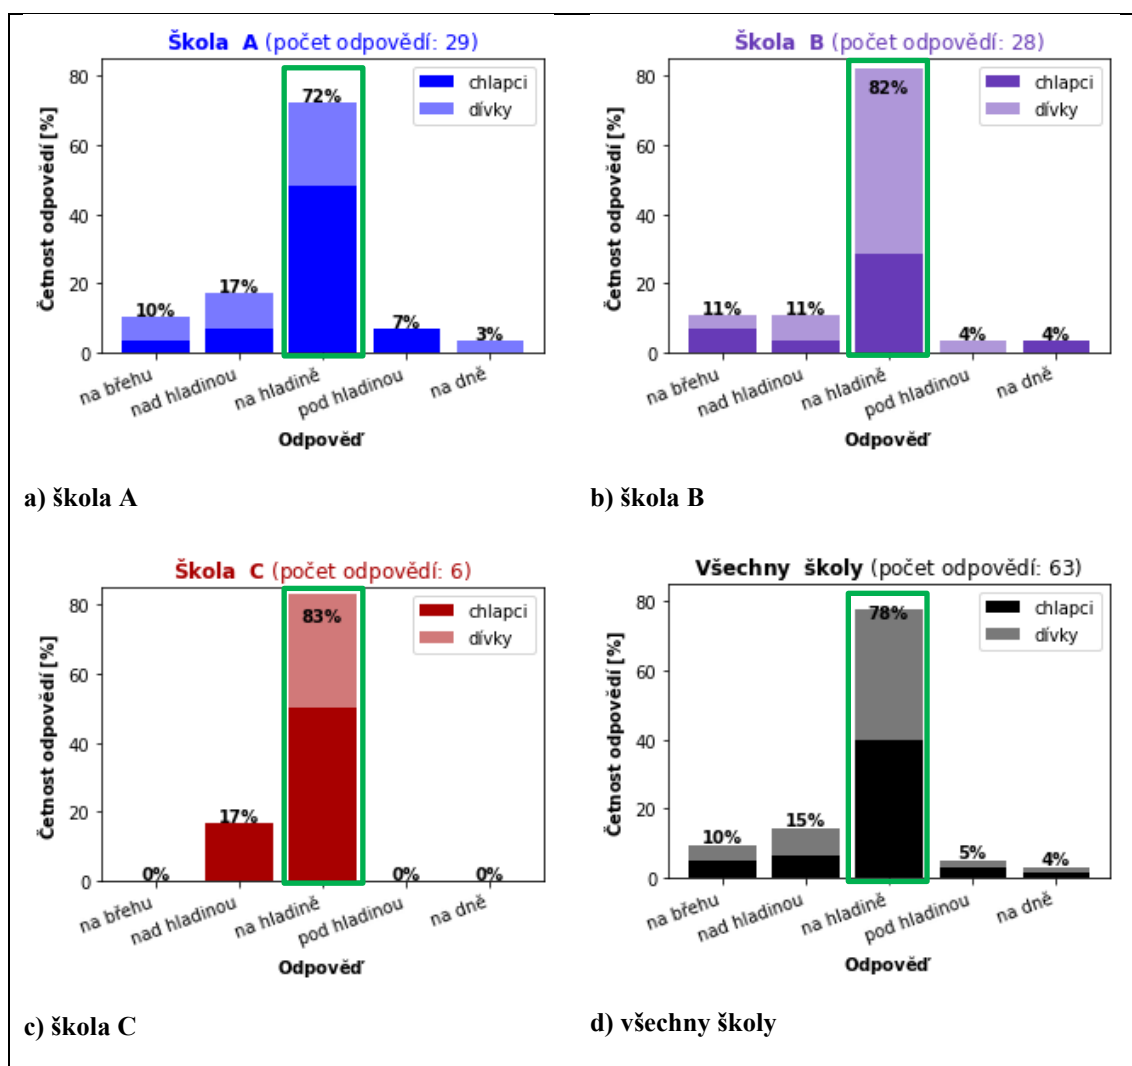 Škola A (počet odpovědí: 29)
Četnost odpovědí [%]
80
60
40
20
0
chlapci
dívky
10%
17%
72%
7%
3%
na břehu
nad hladinou
na hladině
pod hladinou
na dně
Odpověď
a) škola A
Škola B (počet odpovědí: 28)
Četnost odpovědí [%]
80
60
40
20
0
chlapci
dívky
11%
11%
82%
4%
4%
na břehu
nad hladinou
na hladině
pod hladinou
na dně
Odpověď
b) škola B
Škola C (počet odpovědí: 6)
Četnost odpovědí [%]
80
60
40
20
0
chlapci
dívky
0%
17%
83%
0%
0%
na břehu
nad hladinou
na hladině
pod hladinou
na dně
Odpověď
c) škola C
Všechny školy (počet odpovědí: 63)
Četnost odpovědí [%]
80
60
40
20
0
chlapci
dívky
10%
15%
78%
5%
4%
na břehu
nad hladinou
na hladině
pod hladinou
na dně
Odpověď
d) všechny školy